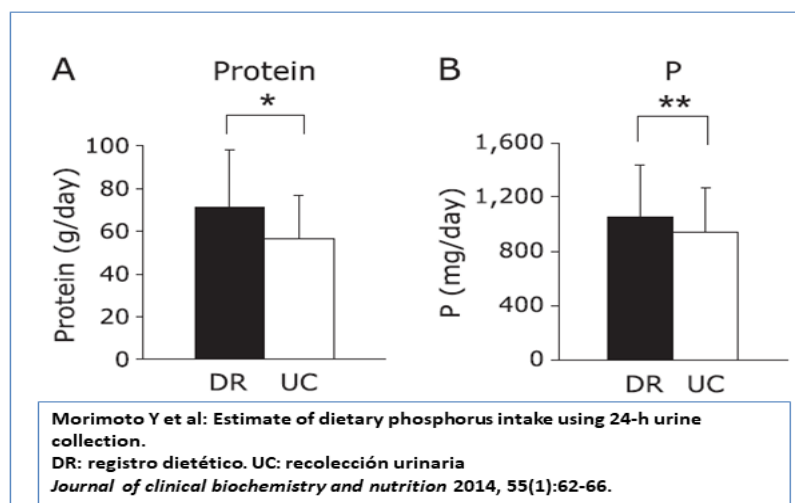 A Protein
*
Protein (g/day)
100
80
60
40
20
0
DR UC
B P
**
P (mg/day)
1,600
1,200
800
400
0
DR UC
Morimoto Y et al: Estimate of dietary phosphorus intake using 24-h urine
collection.
DR: registro dietético. UC: recolección urinaria
Journal of clinical biochemistry and nutrition 2014, 55(1):62-66.